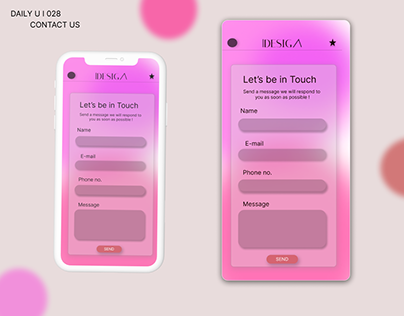 DAILY U I 028
CONTACT US
DESIGN
Let's be in Touch
Send a message we will respond to
you as soon as possible !
Name
E-mail
Phone no.
Message
SEND
DESIGN
Let's be in Touch
Send a message we will respond to
you as soon as possible !
Name
E-mail
Phone no.
Message
SEND